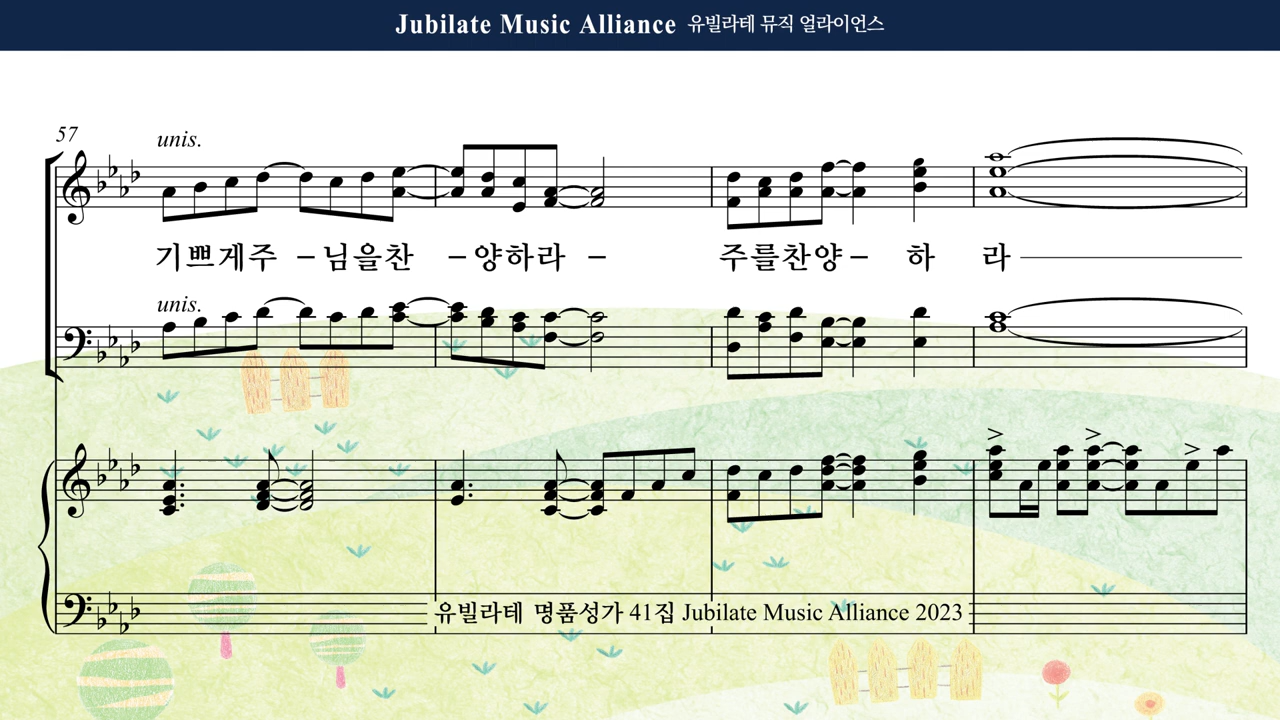 Jubilate Music Alliance 유빌라테 뮤직 얼라이언스
57
unis.
기쁘게주 – 님을찬 – 양하라 – 주를찬양 – 하 라
unis.
유빌라테 명품성가 41집 Jubilate Music Alliance 2023